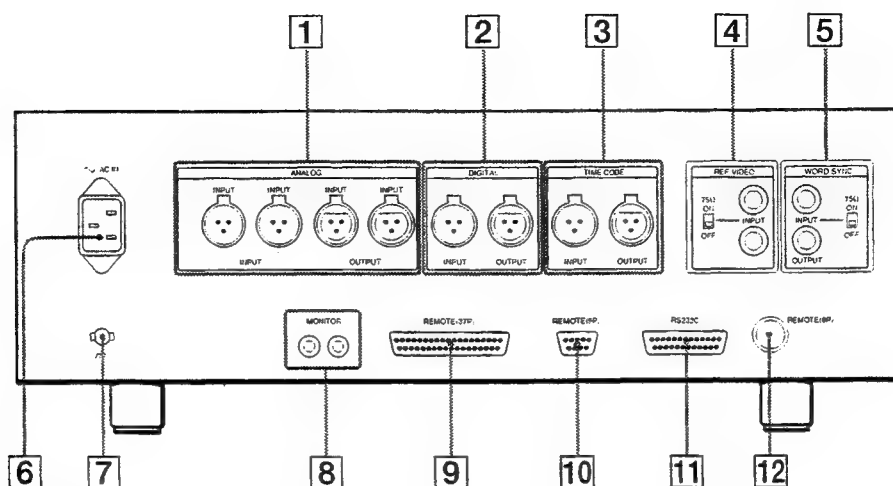 1 2 3 4 5
AC IN
ANALOG
INPUT INPUT INPUT INPUT
INPUT OUTPUT
DIGITAL
INPUT OUTPUT
TIME CODE
INPUT OUTPUT
REF VIDEO
75Ω
ON
OFF
INPUT
WORD SYNC
INPUT
OUTPUT
75Ω
ON
OFF
MONITOR
REMOTE(37P)
REMOTE(9P)
RS232C
REMOTE(8P)
6 7 8 9 10 11 12